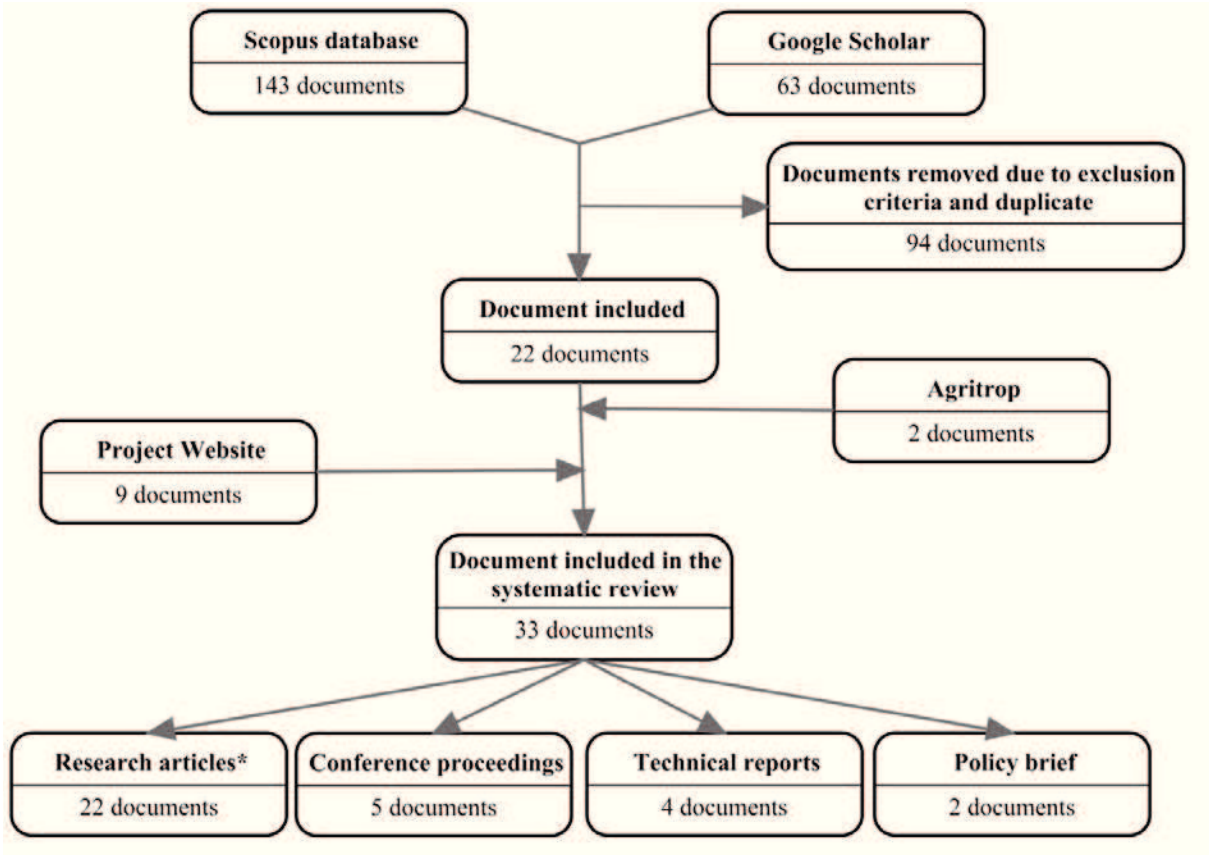 Scopus database
143 documents
Google Scholar
63 documents
Documents removed due to exclusion
criteria and duplicate
94 documents
Document included
22 documents
Agritrop
2 documents
Project Website
9 documents
Document included in the
systematic review
33 documents
Research articles*
22 documents
Conference proceedings
5 documents
Technical reports
4 documents
Policy brief
2 documents